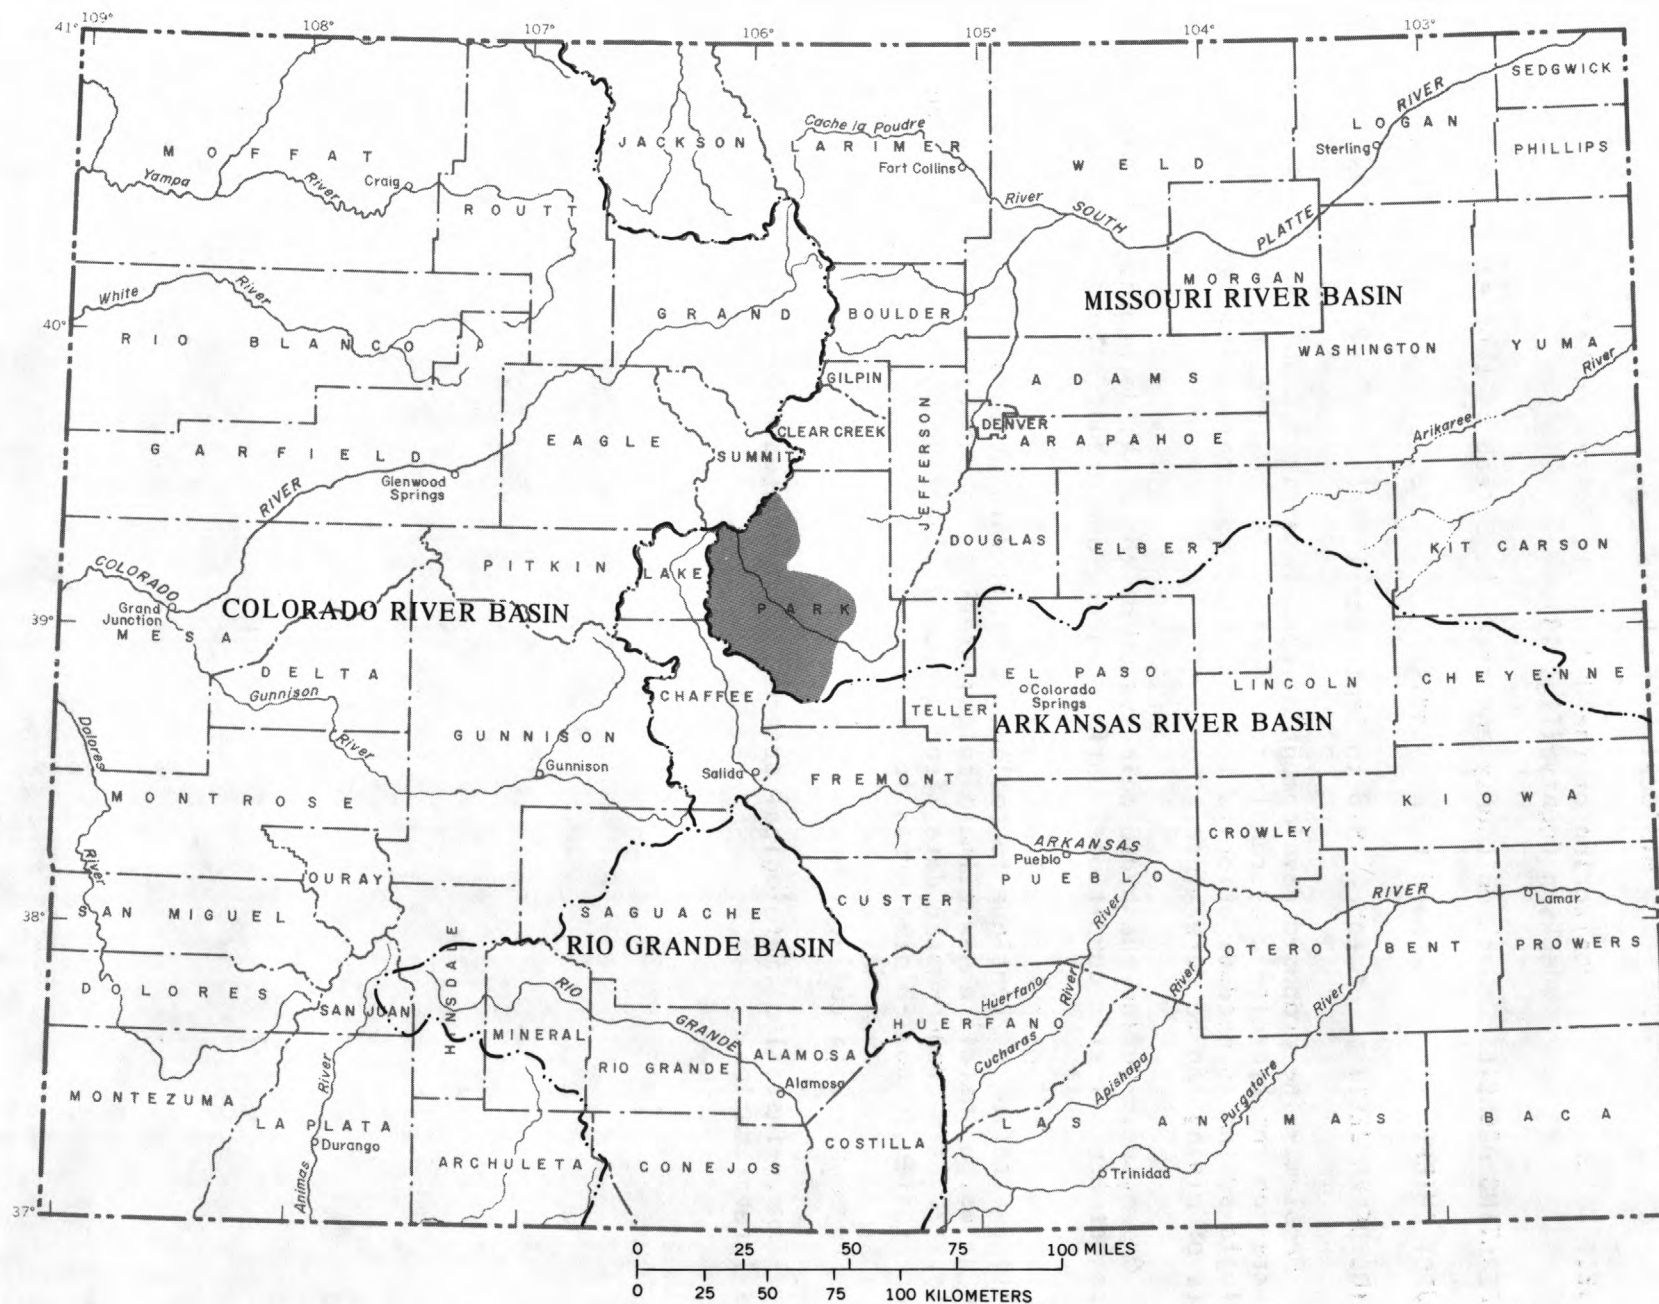 109°
41°
108°
107°
106°
105°
104°
103°
SEDGWICK
RIVER
LOGAN
Sterling
PHILLIPS
JACKSON
Cache la Poudre
LARIMER
Fort Collins
WELD
MOFFAT
Yampa
River
Craig
ROUTT
River
SOUTH
PLATTE
MORGAN
MISSOURI RIVER BASIN
White
River
40°
RIO BLANCO
GRAND
BOULDER
WASHINGTON
YUMA
River
GILPIN
ADAMS
JEFFERSON
DENVER
ARAPAHOE
Arikaree
CLEAR CREEK
EAGLE
SUMMIT
GARFIELD
Glenwood
Springs
RIVER
DOUGLAS
ELBERT
KIT CARSON
PITKIN
LAKE
COLORADO
Grand
Junction
COLORADO RIVER BASIN
PARK
39°
MESA
DELTA
Gunnison
River
EL PASO
Colorado
Springs
LINCOLN
CHEYENNE
CHAFFEE
TELLER
ARKANSAS RIVER BASIN
Dolores
River
GUNNISON
Gunnison
Salida
FREMONT
MONTROSE
KIOWA
CROWLEY
ARKANSAS
Pueblo
PUEBLO
OURAY
RIVER
Lamar
SAN MIGUEL
38°
SAGUACHE
CUSTER
River
HINSDALE
RIO GRANDE BASIN
OTERO
BENT
PROWERS
DOLORES
RIO
GRANDE
Huerfano
River
River
River
SAN JUAN
MINERAL
HUERFANO
Cucharas
RIO GRANDE
ALAMOSA
Alamosa
Apishapa
Purgatoire
MONTEZUMA
River
LA PLATA
Durango
Animas
LAS ANIMAS
BACA
COSTILLA
ARCHULETA
CONEJOS
Trinidad
37°
0 25 50 75 100 MILES
0 25 50 75 100 KILOMETERS